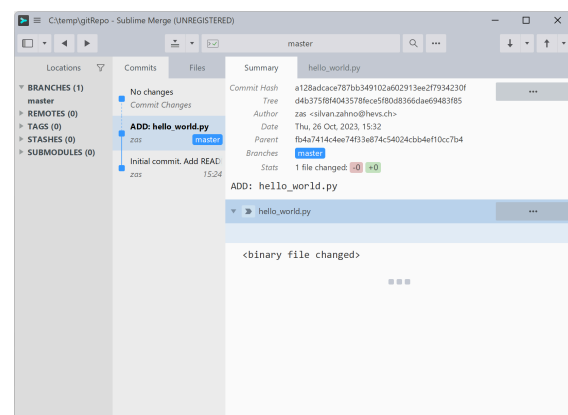 C:\temp\gitRepo - Sublime Merge (UNREGISTERED)
master
Locations
Commits
Files
Summary
hello_world.py
BRANCHES (1)
master
REMOTES (0)
TAGS (0)
STASHES (0)
SUBMODULES (0)
No changes
Commit Changes
ADD: hello_world.py
zas
master
Initial commit. Add READ
zas
15:24
Commit Hash a128adcace787bb349102a602913ee2f7934230f
Tree d4b375f8f4043578fece5f80d8366dae69483f85
Author zas <silvan.zahno@hevs.ch>
Date Thu, 26 Oct, 2023, 15:32
Parent fb4a7414c4ee74f33e874c54024cbb4ef10cc7b4
Branches master
Stats 1 file changed: -0 +0
ADD: hello_world.py
hello_world.py
<binary file changed>